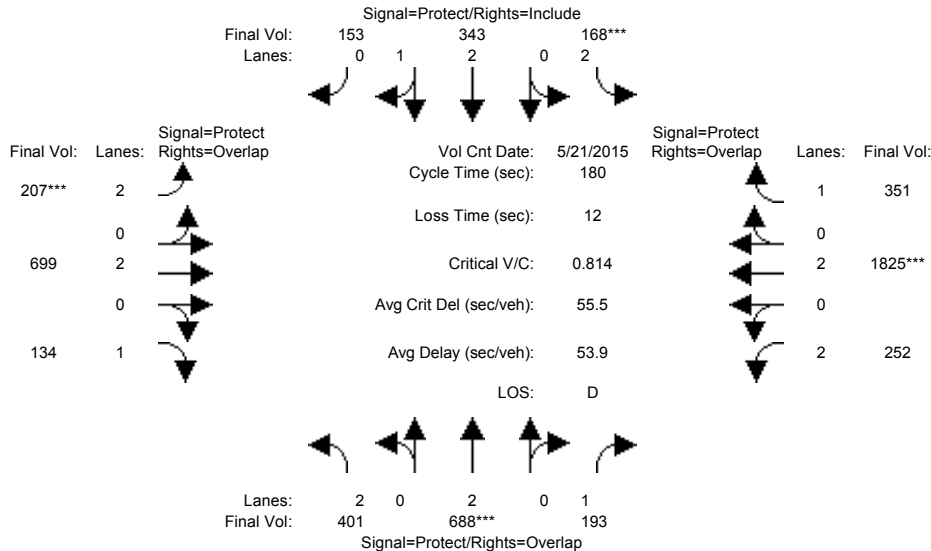 Signal=Protect/Rights=Include
Final Vol: 153 343 168***
Lanes: 0 1 2 0 2
Signal=Protect Signal=Protect
Final Vol: Lanes: Rights=Overlap Vol Cnt Date: 5/21/2015 Rights=Overlap Lanes: Final Vol:
Cycle Time (sec): 180
207*** 2 1 351
Loss Time (sec): 12
0 0
699 2 Critical V/C: 0.814 2 1825***
0 Avg Crit Del (sec/veh): 55.5 0
134 1 Avg Delay (sec/veh): 53.9 2 252
LOS: D
Lanes: 2 0 2 0 1
Final Vol: 401 688*** 193
Signal=Protect/Rights=Overlap